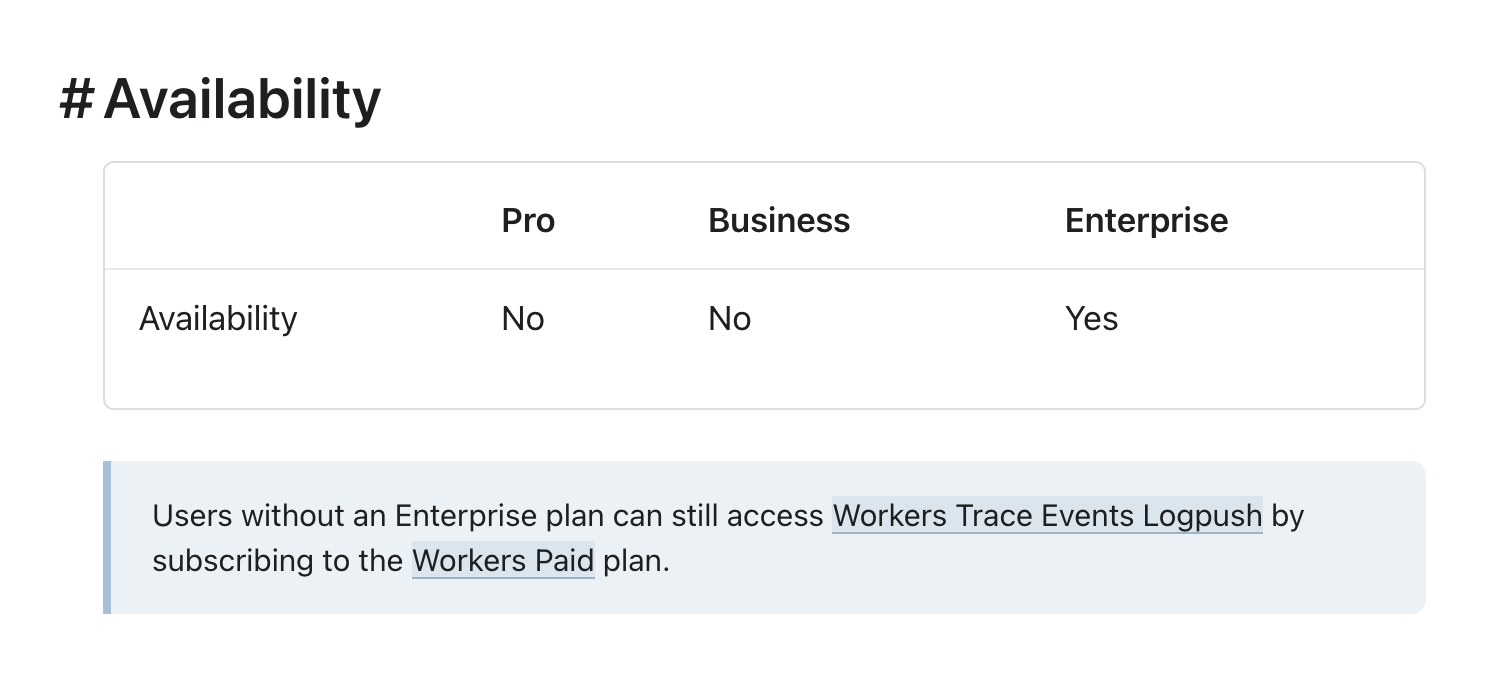 # Availability
Pro Business Enterprise
Availability No No Yes
Users without an Enterprise plan can still access Workers Trace Events Logpush by
subscribing to the Workers Paid plan.